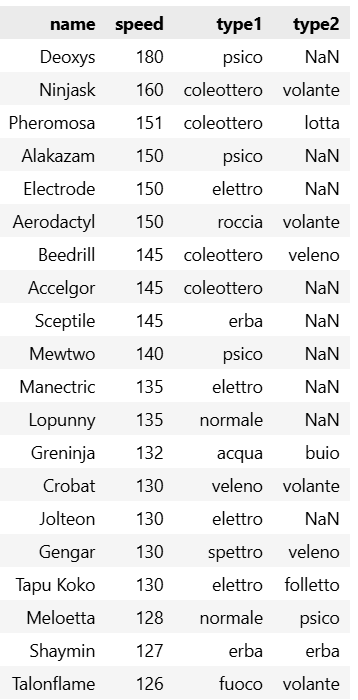 name speed type1 type2
Deoxys 180 psico NaN
Ninjask 160 coleottero volante
Pheromosa 151 coleottero lotta
Alakazam 150 psico NaN
Electrode 150 elettro NaN
Aerodactyl 150 roccia volante
Beedrill 145 coleottero veleno
Accelgor 145 coleottero NaN
Sceptile 145 erba NaN
Mewtwo 140 psico NaN
Manectric 135 elettro NaN
Lopunny 135 normale NaN
Greninja 132 acqua buio
Crobat 130 veleno volante
Jolteon 130 elettro NaN
Gengar 130 spettro veleno
Tapu Koko 130 elettro folletto
Meloetta 128 normale psico
Shaymin 127 erba erba
Talonflame 126 fuoco volante